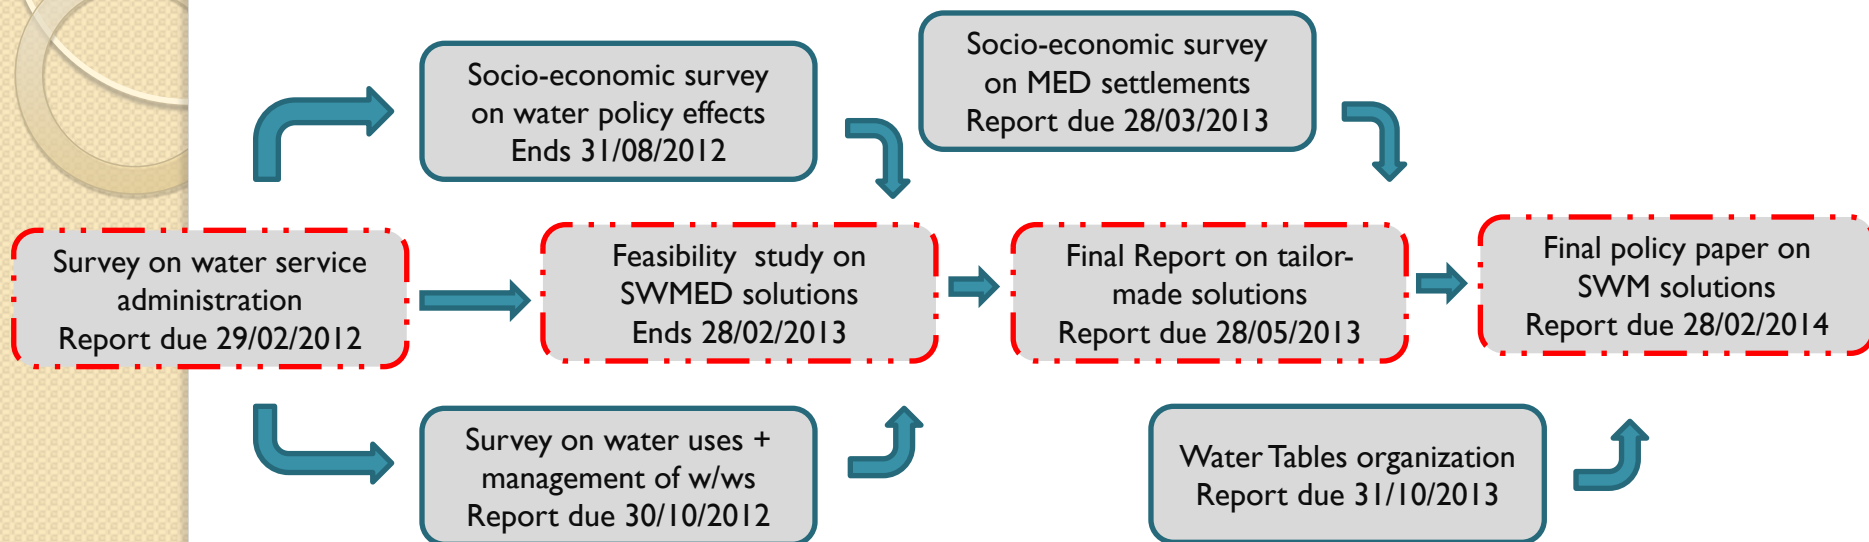 Socio-economic survey
on water policy effects
Ends 31/08/2012
Socio-economic survey
on MED settlements
Report due 28/03/2013
Survey on water service
administration
Report due 29/02/2012
Feasibility study on
SWMED solutions
Ends 28/02/2013
Final Report on tailor-
made solutions
Report due 28/05/2013
Final policy paper on
SWM solutions
Report due 28/02/2014
Survey on water uses +
management of w/ws
Report due 30/10/2012
Water Tables organization
Report due 31/10/2013